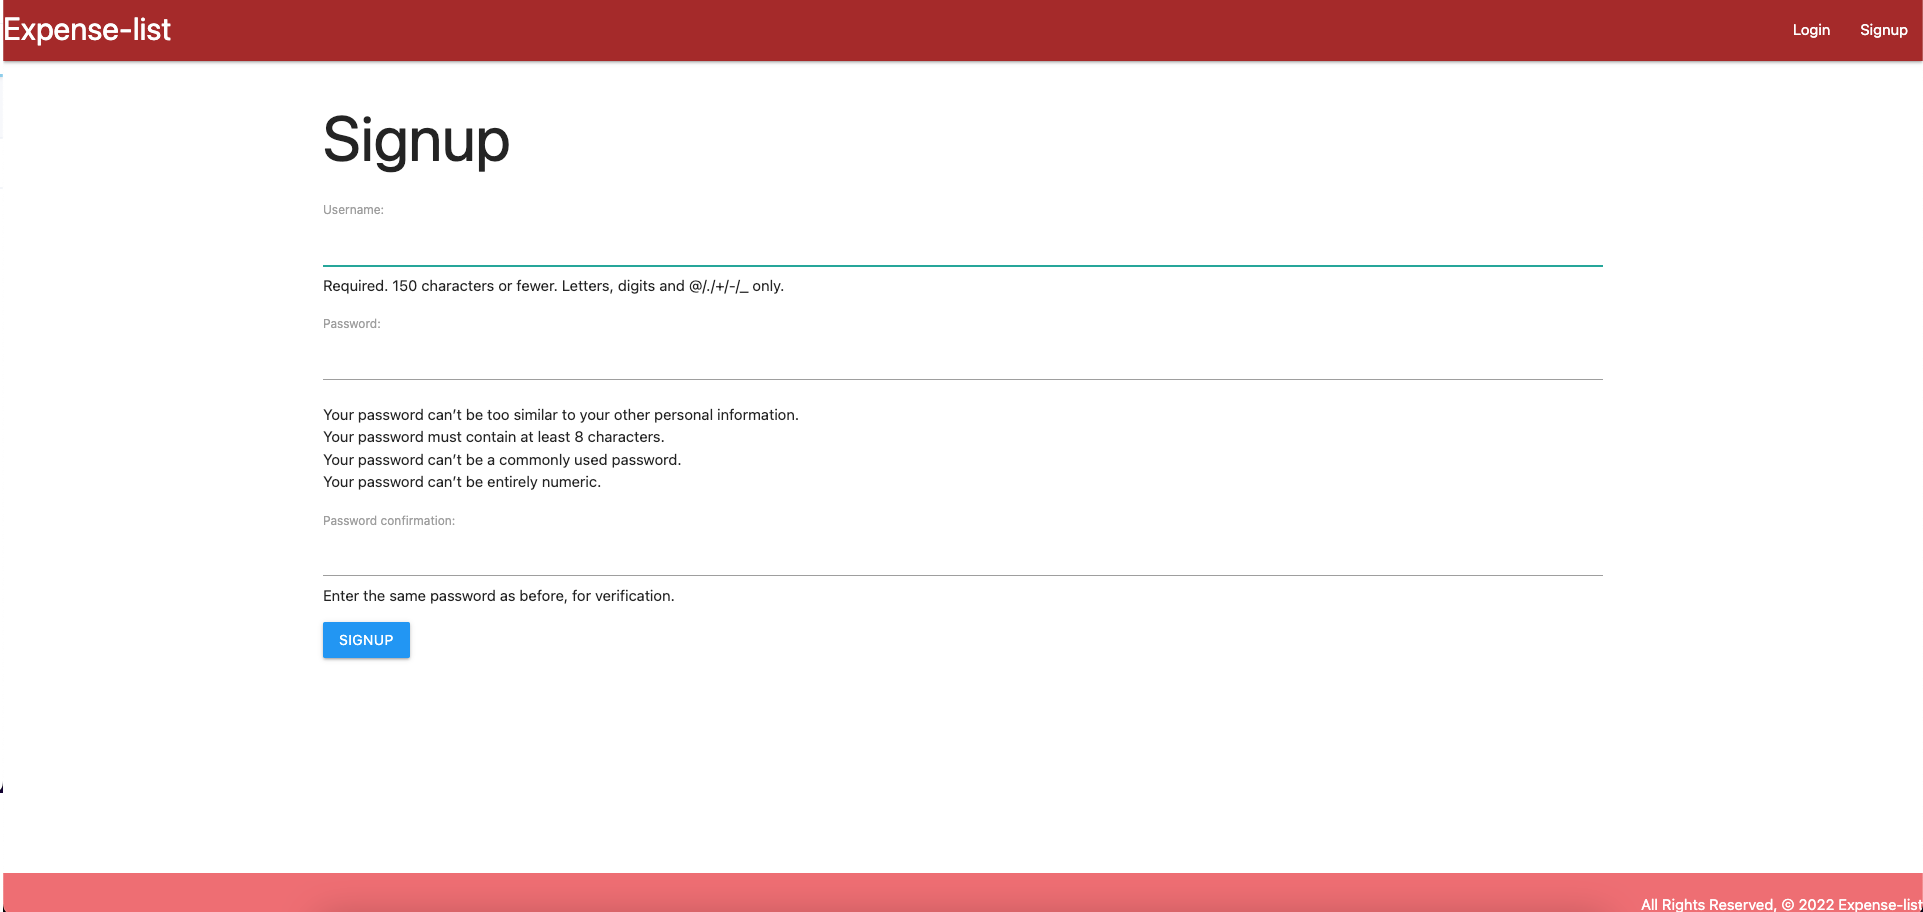 Expense-list
Login Signup
Signup
Username:
Required. 150 characters or fewer. Letters, digits and @/./+/-/_ only.
Password:
Your password can’t be too similar to your other personal information.
Your password must contain at least 8 characters.
Your password can’t be a commonly used password.
Your password can’t be entirely numeric.
Password confirmation:
Enter the same password as before, for verification.
SIGNUP
All Rights Reserved, © 2022 Expense-list